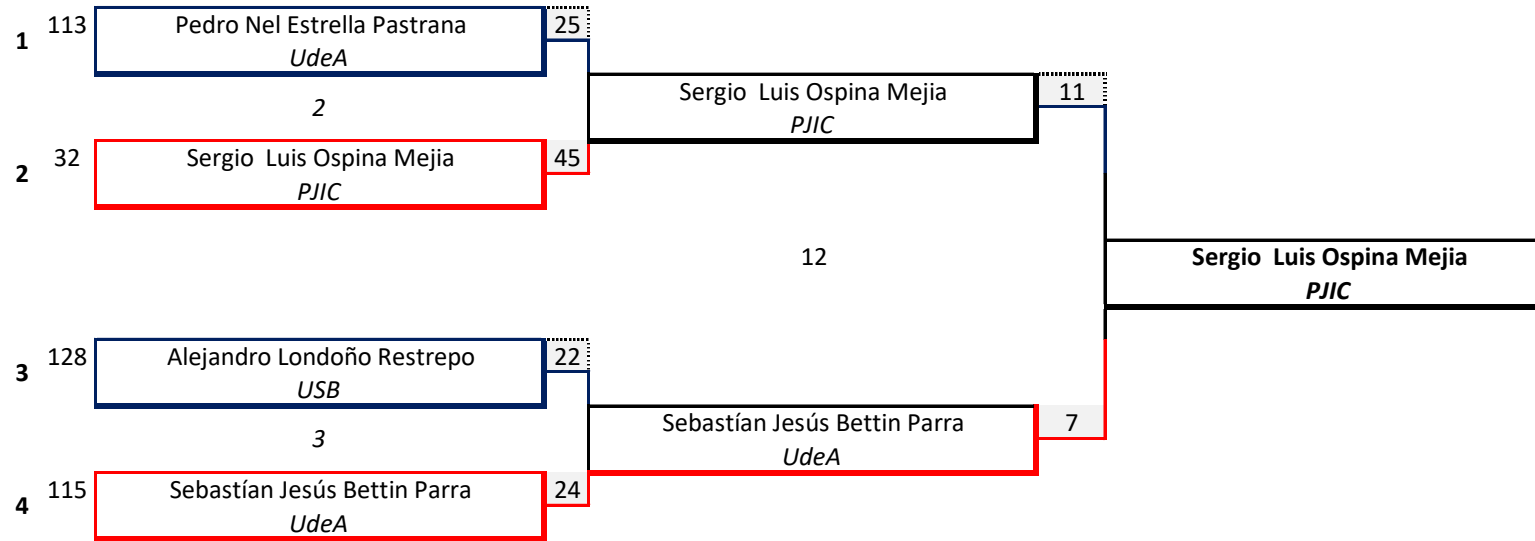 1 113 Pedro Nel Estrella Pastrana 25
UdeA
2
Sergio  Luis Ospina Mejia 11
PJIC
2 32 Sergio  Luis Ospina Mejia 45
PJIC
12
Sergio  Luis Ospina Mejia
PJIC
3 128 Alejandro Londoño Restrepo 22
USB
3
Sebastían Jesús Bettin Parra 7
UdeA
4 115 Sebastían Jesús Bettin Parra 24
UdeA